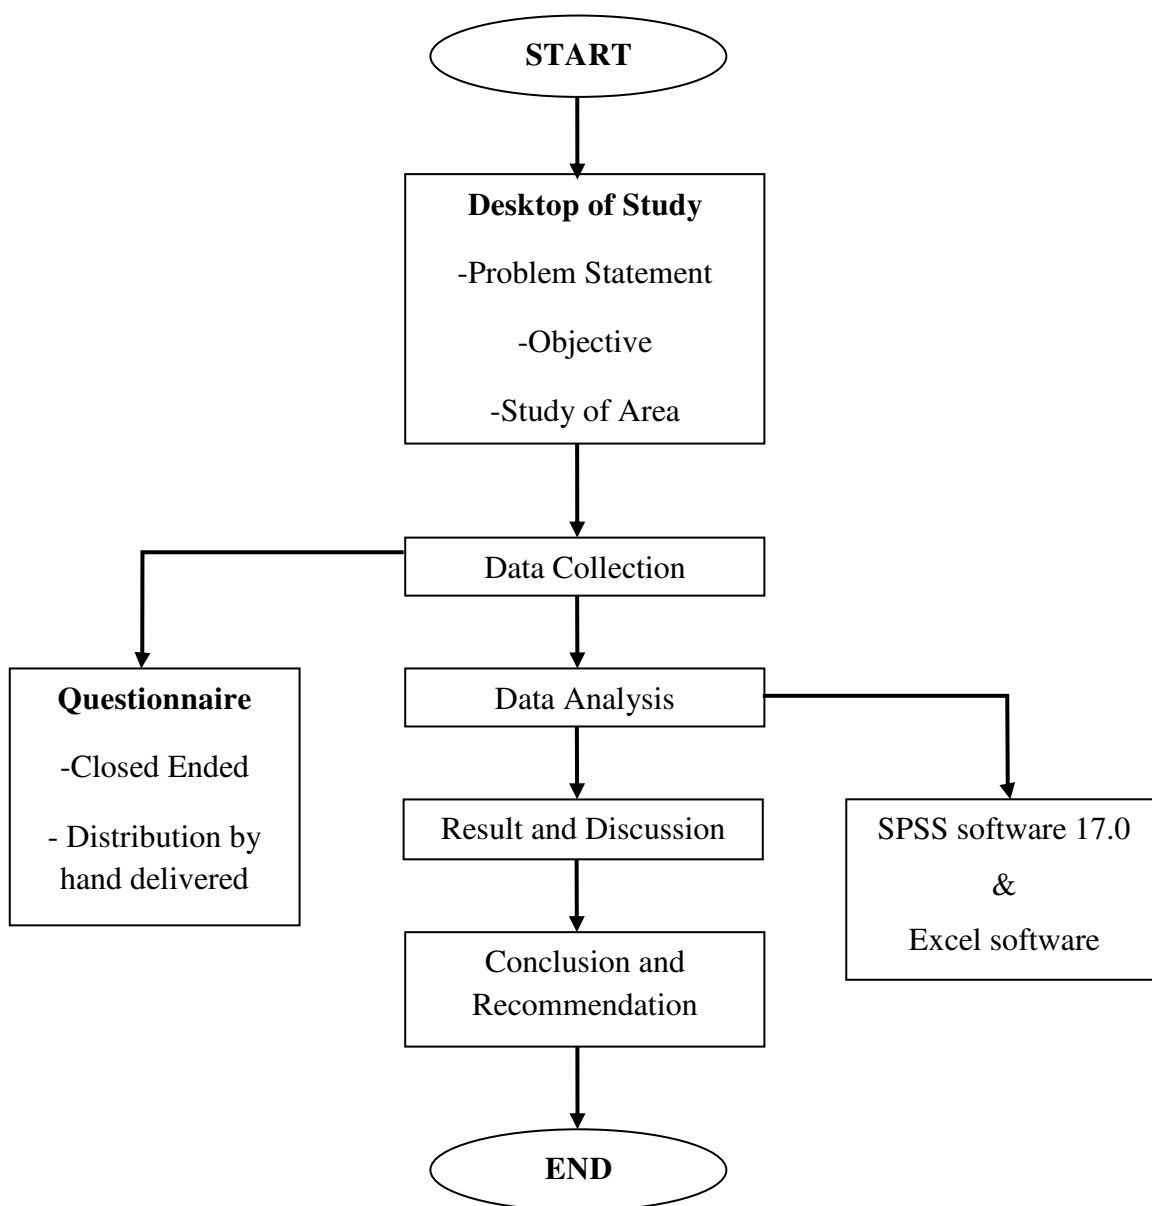 START
Desktop of Study
-Problem Statement
-Objective
-Study of Area
Data Collection
Questionnaire
-Closed Ended
- Distribution by
hand delivered
Data Analysis
Result and Discussion
SPSS software 17.0
&
Excel software
Conclusion and
Recommendation
END